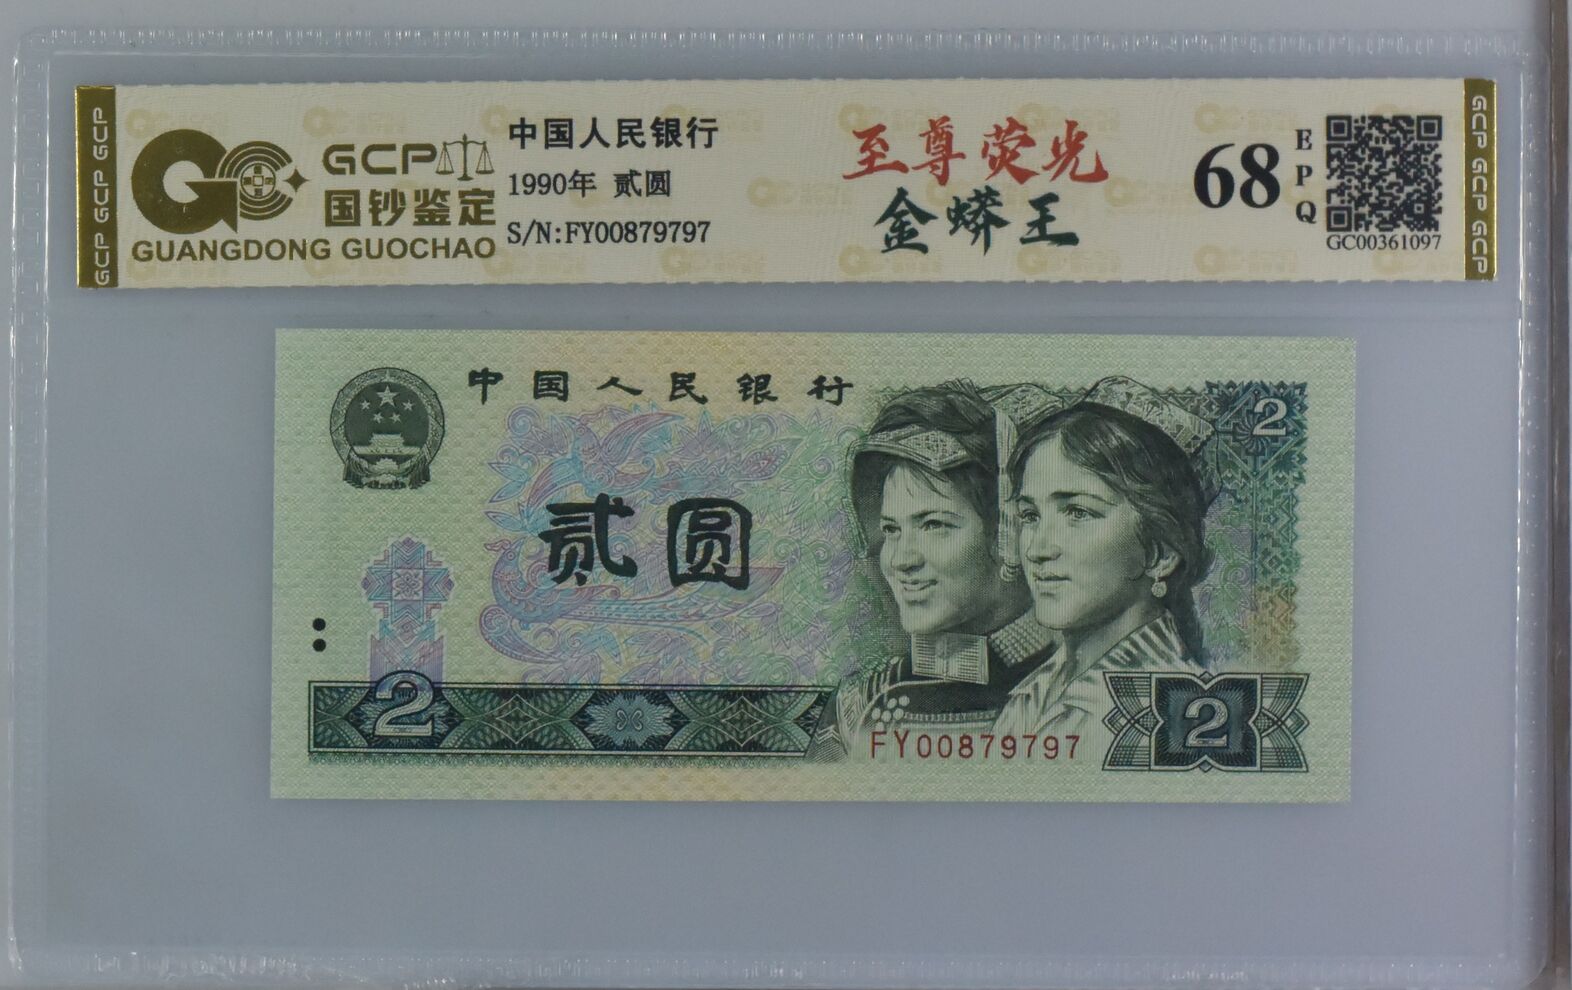 GCP GCP GCP
GCP
国钞鉴定
GUANGDONG GUOCHAO
中国人民银行
1990年 贰圆
S/N:FY00879797
至尊荧光
金蟒王
68
EPQ
GC00361097
GCP GCP GCP
中国人民银行
2
贰圆
2
FY00879797
2